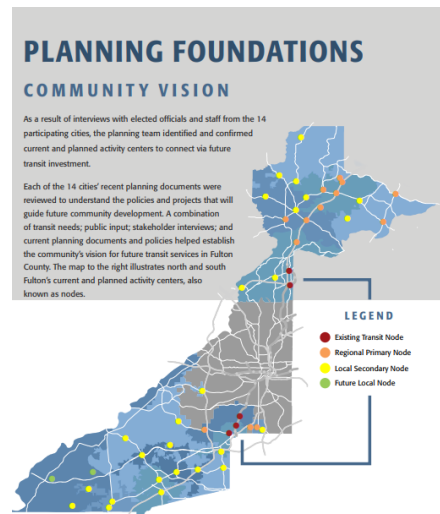 PLANNING FOUNDATIONS
COMMUNITY VISION
As a result of interviews with elected officials and staff from the 14
participating cities, the planning team identified and confirmed
current and planned activity centers to connect via future
transit investment.
Each of the 14 cities' recent planning documents were
reviewed to understand the policies and projects that will
guide future community development. A combination
of transit needs; public input; stakeholder interviews; and
current planning documents and policies helped establish
the community's vision for future transit services in Fulton
County. The map to the right illustrates north and south
Fulton's current and planned activity centers, also
known as nodes.
LEGEND
Existing Transit Node
Regional Primary Node
Local Secondary Node
Future Local Node